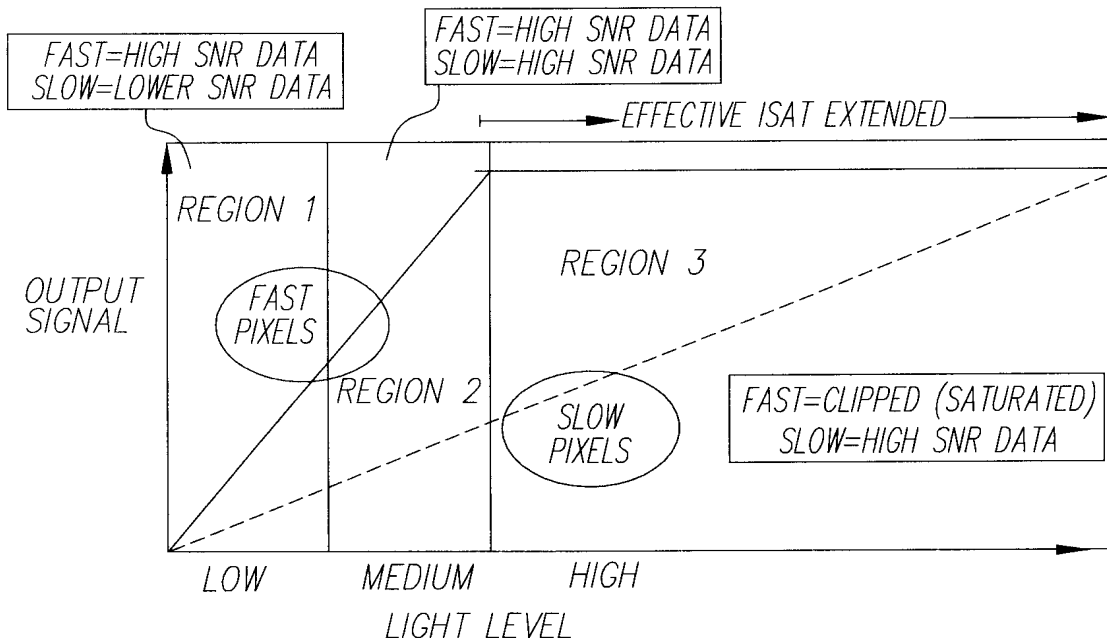 FAST=HIGH SNR DATA
SLOW=LOWER SNR DATA
FAST=HIGH SNR DATA
SLOW=HIGH SNR DATA
EFFECTIVE ISAT EXTENDED
REGION 1
REGION 3
OUTPUT
SIGNAL
FAST
PIXELS
REGION 2
SLOW
PIXELS
FAST=CLIPPED (SATURATED)
SLOW=HIGH SNR DATA
LOW MEDIUM HIGH
LIGHT LEVEL